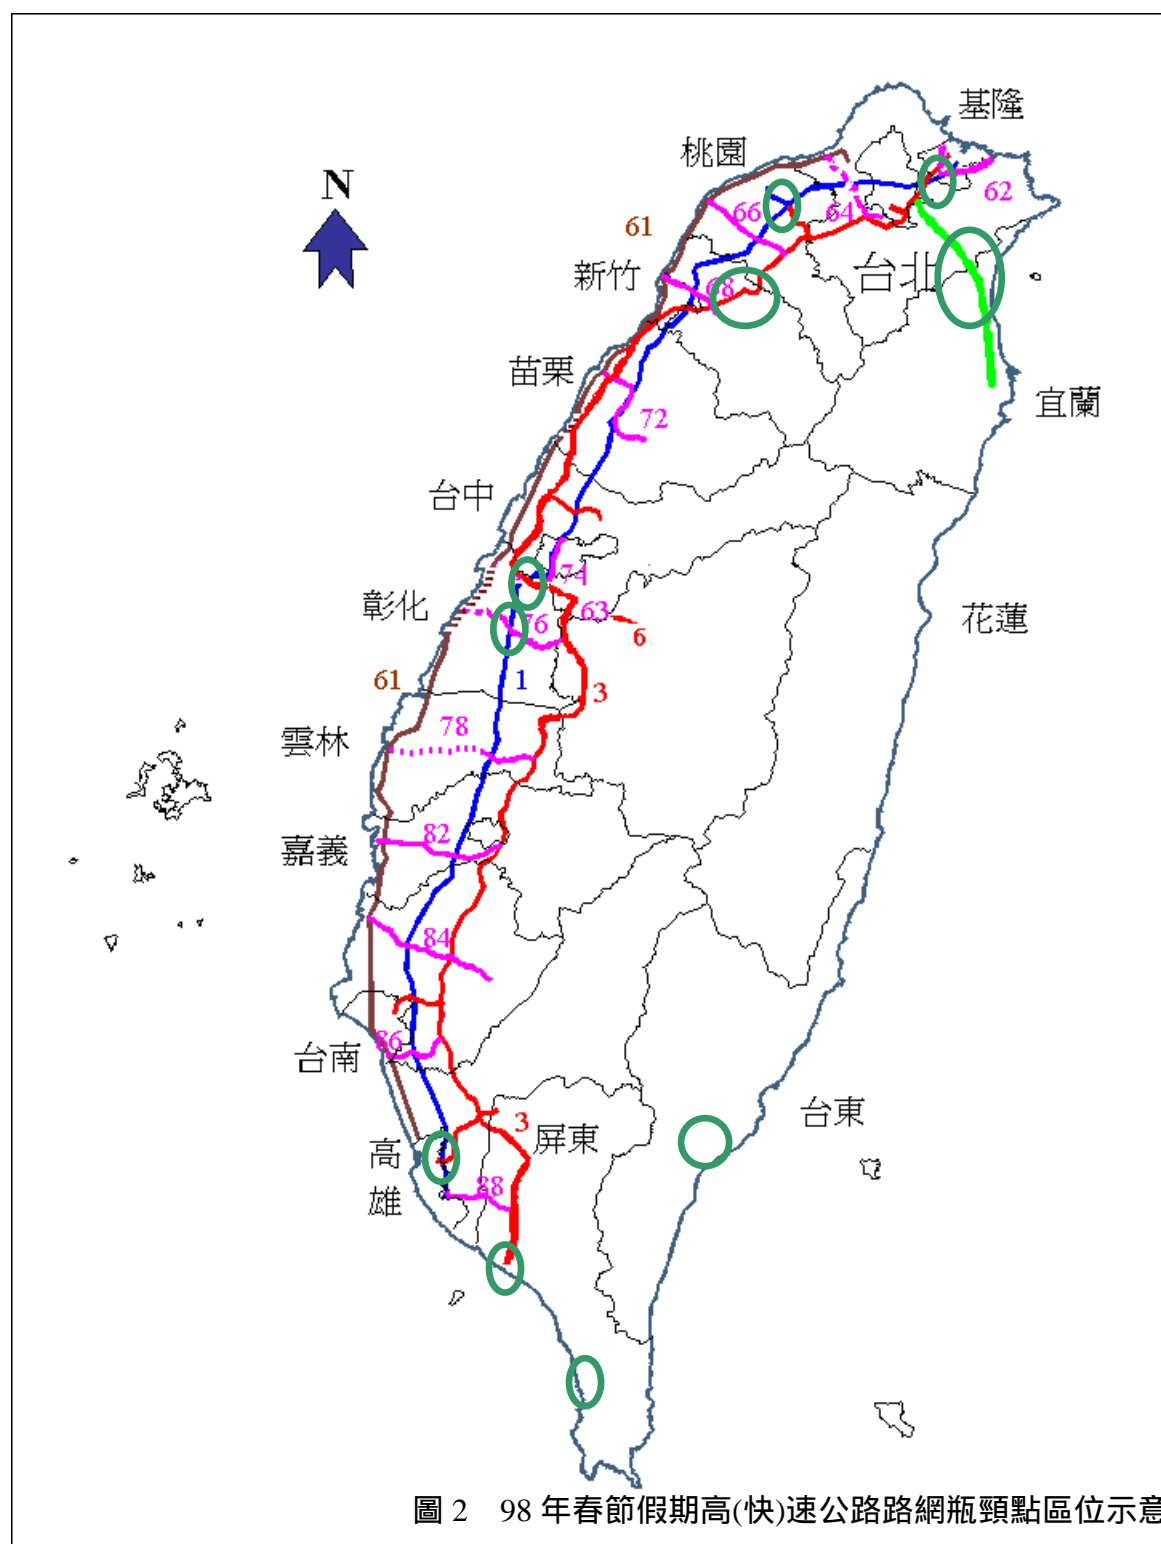 基隆
桃園
N
62
66
64
61
台北
新竹
68
苗栗
宜蘭
72
台中
74
彰化
63
76
花蓮
6
61
1
3
78
雲林
82
嘉義
84
86
台南
台東
3
屏東
高
雄
88
圖 2 98 年春節假期高(快)速公路路網瓶頸點區位示意